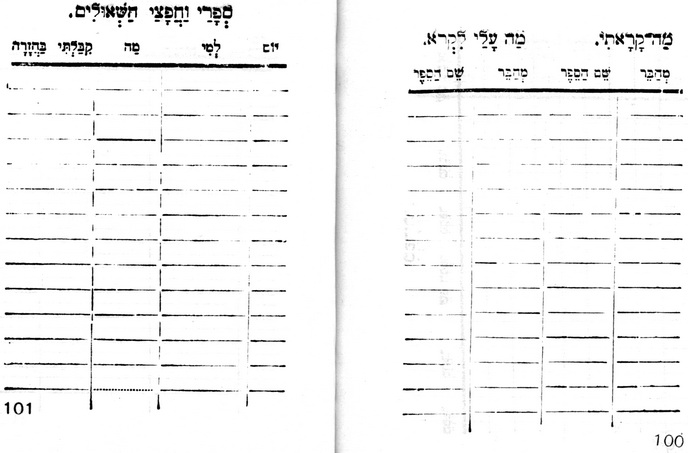 מַה־קָרָאתִי. מַה עָלַי לִקְרֹא.
מְחַבֵּר שֵׁם הַסֵּפֶר מְחַבֵּר שֵׁם הַסֵּפֶר
100
סְפָרַי וַחֲפָצַי הַשְּׁאוּלִים.
יוֹם לְמִי מַה קִבַּלְתִּי בַּחֲזָרָה
101